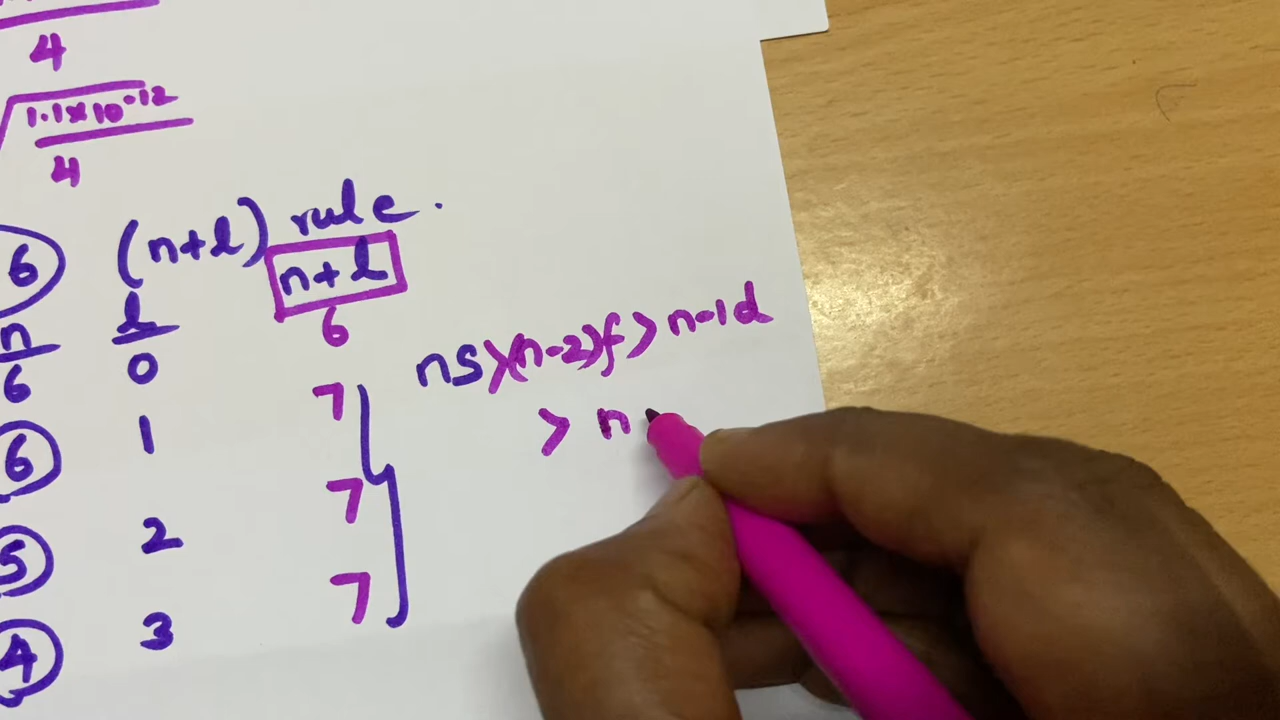 4
√1.1×10⁻¹²
4
6 (n+l) rule.
n l n+l
6 0 6
6 1 7
5 2 7
4 3 7
ns>(n-2)f>n-1d
> n